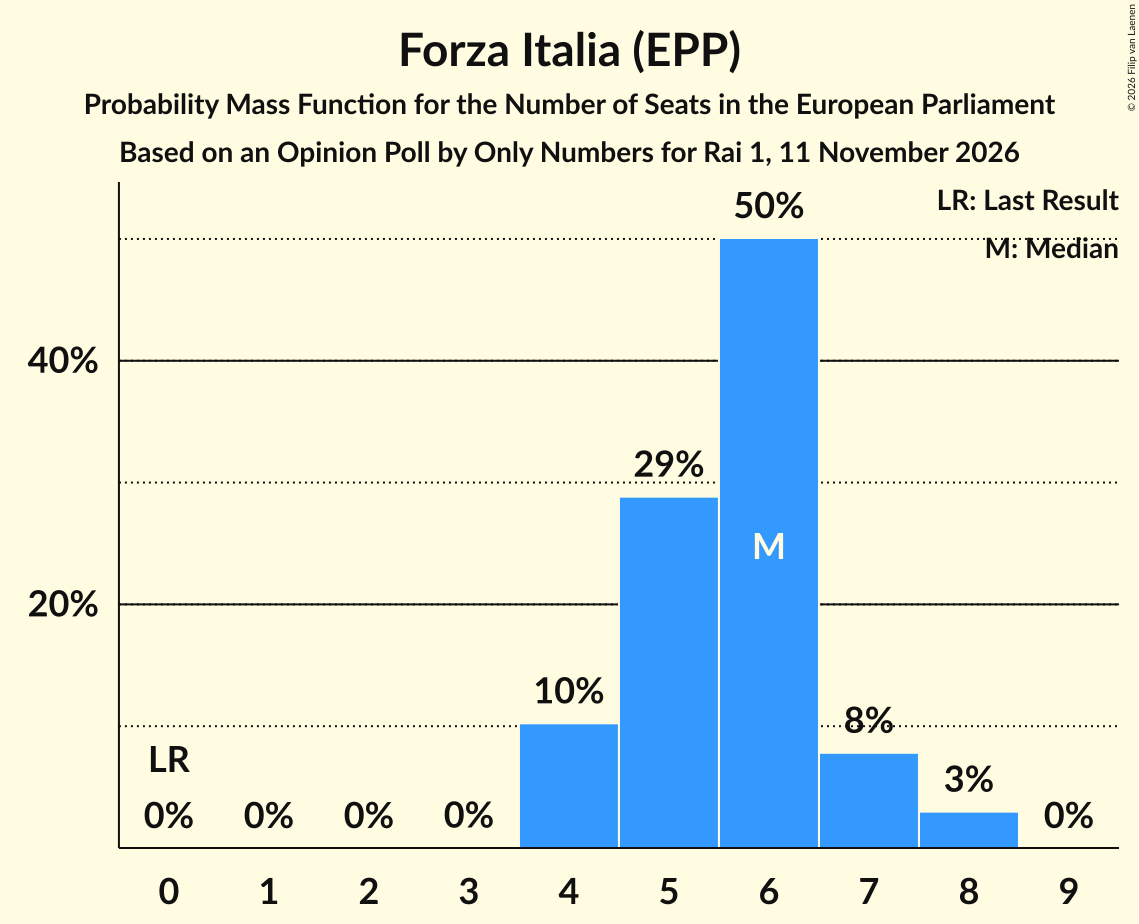 Forza Italia (EPP)
Probability Mass Function for the Number of Seats in the European Parliament
Based on an Opinion Poll by Only Numbers for Rai 1, 11 November 2026
© 2026 Filip van Laenen
LR: Last Result
M: Median
50%
40%
29%
M
20%
10%
8%
LR
3%
0%
0%
0%
0%
0%
0 1 2 3 4 5 6 7 8 9